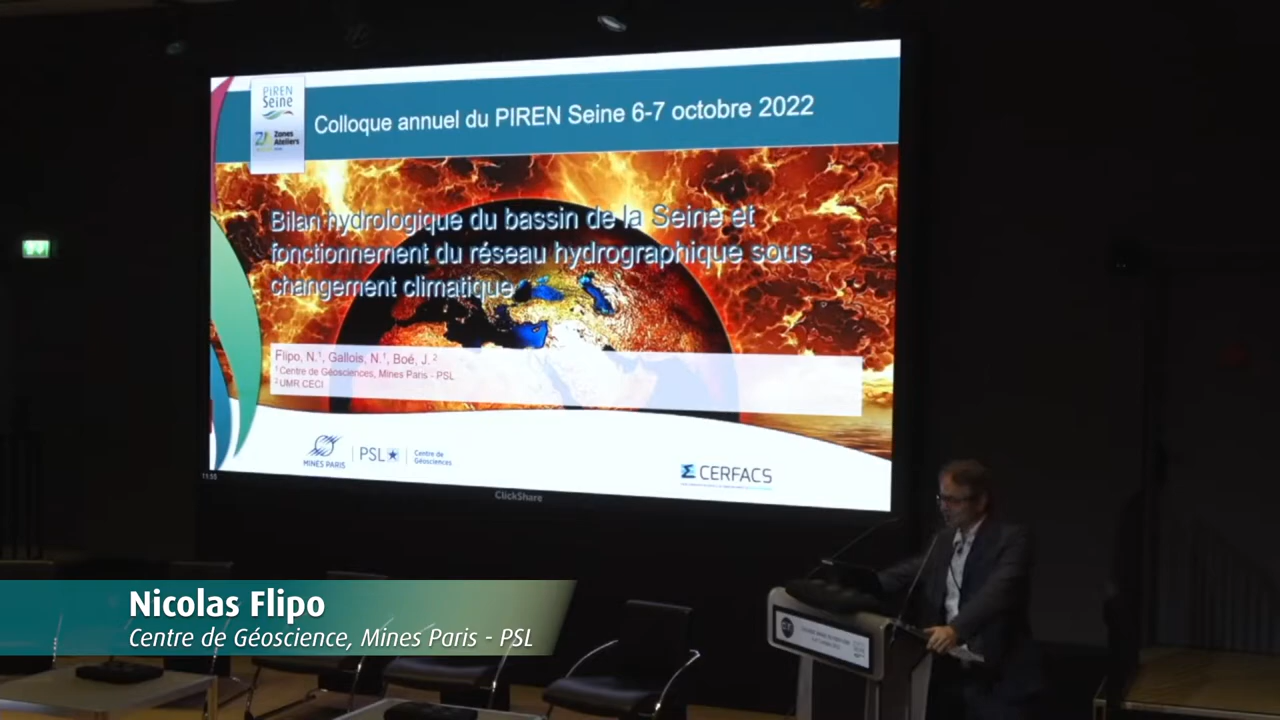 PIREN
Seine
Zones
Ateliers
Colloque annuel du PIREN Seine 6-7 octobre 2022
Bilan hydrologique du bassin de la Seine et
fonctionnement du réseau hydrographique sous
changement climatique
Flipo, N.¹, Gallois, N.¹, Boé, J. ²
¹ Centre de Géosciences, Mines Paris - PSL
² UMR CECI
MINES PARIS
PSL
Centre de
Géosciences
CERFACS
11:55
ClickShare
Nicolas Flipo
Centre de Géoscience, Mines Paris - PSL